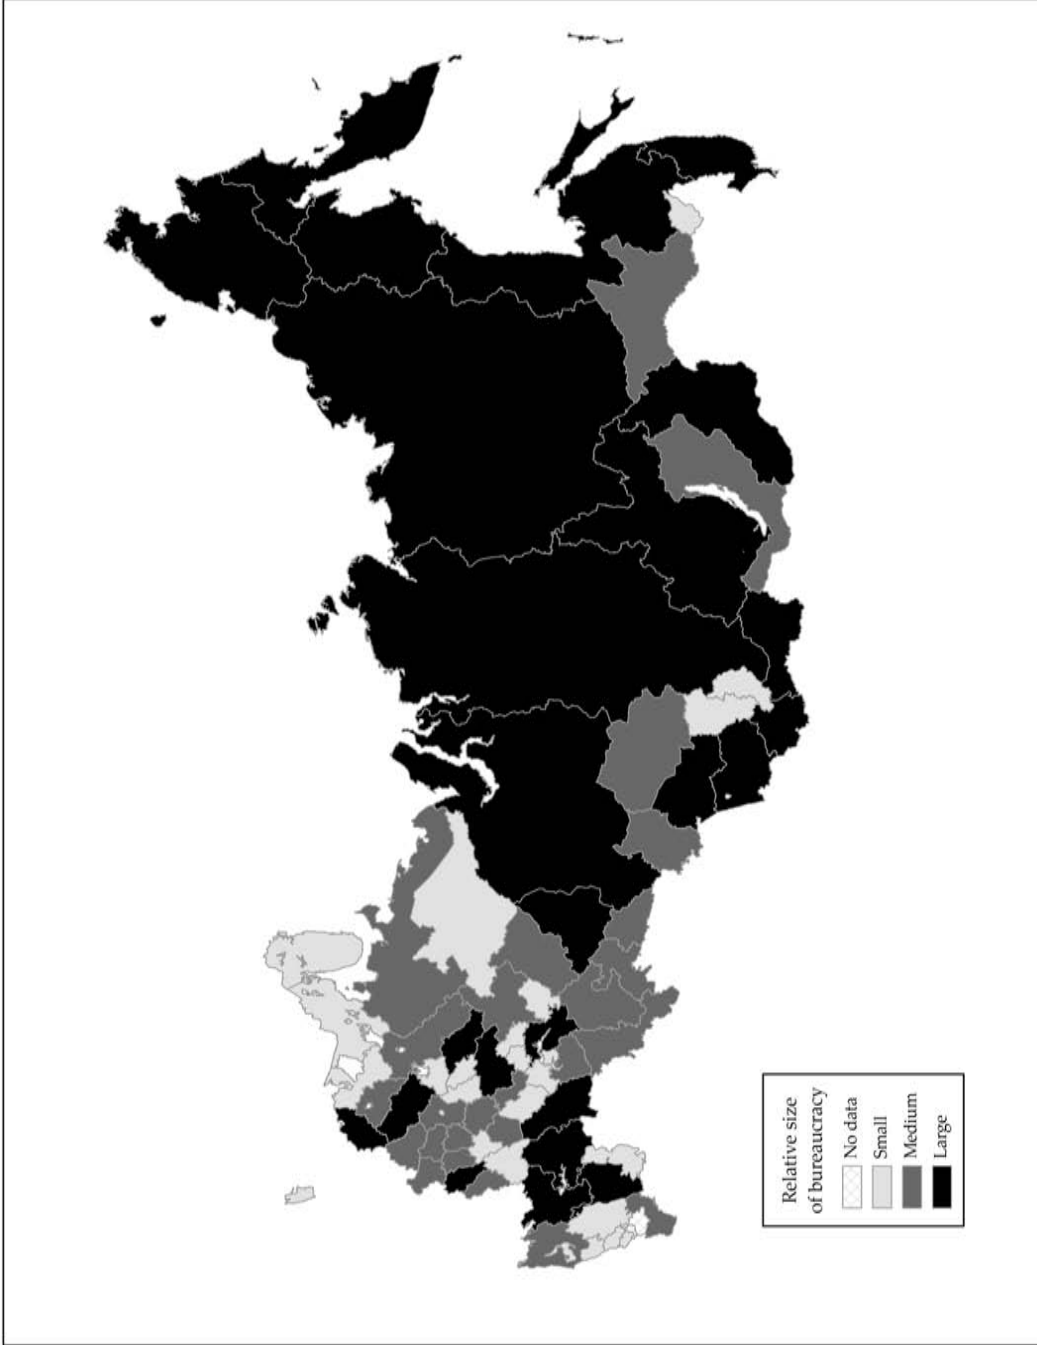 Relative size
of bureaucracy
No data
Small
Medium
Large